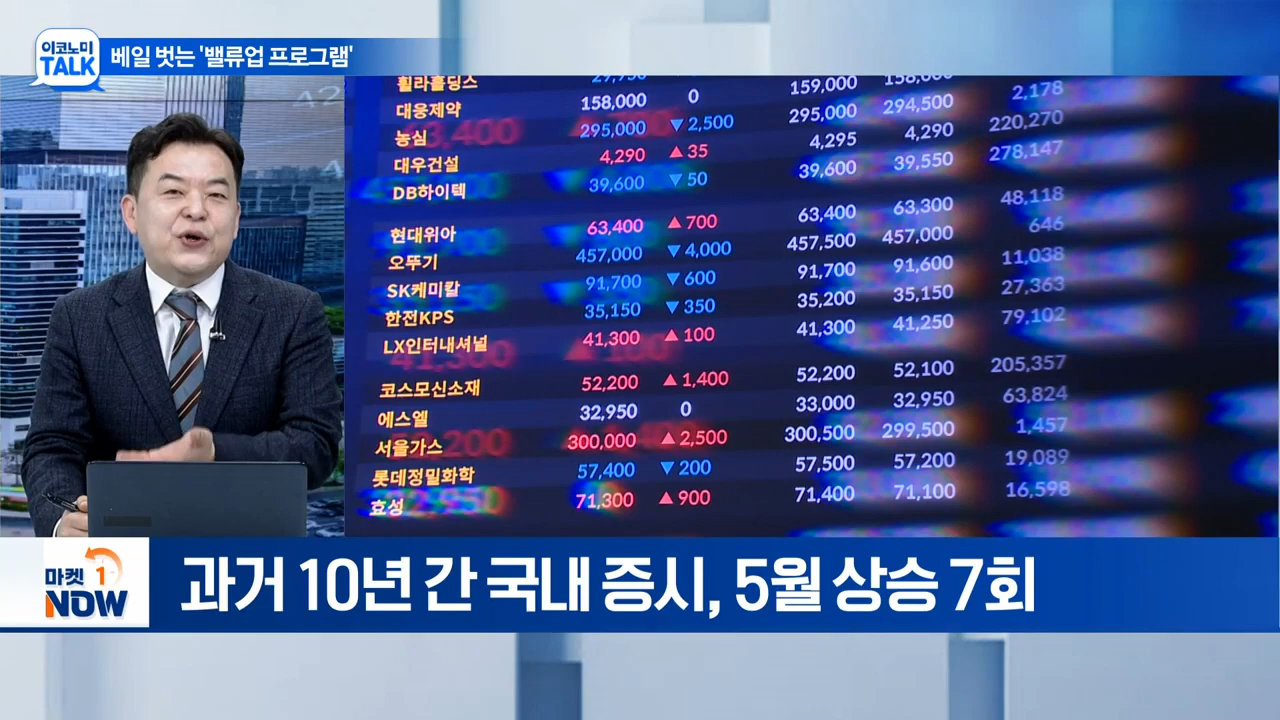 이코노미
TALK
베일 벗는 '밸류업 프로그램'
휠라홀딩스 29,950 159,000 158,000
대웅제약 158,000 0 295,000 294,500 2,178
농심 295,000 ▼2,500 4,295 4,290 220,270
대우건설 4,290 ▲35 39,600 39,550 278,147
DB하이텍 39,600 ▼50
현대위아 63,400 ▲700 63,400 63,300 48,118
오뚜기 457,000 ▼4,000 457,500 457,000 646
SK케미칼 91,700 ▼600 91,700 91,600 11,038
한전KPS 35,150 ▼350 35,200 35,150 27,363
LX인터내셔널 41,300 ▲100 41,300 41,250 79,102
코스모신소재 52,200 ▲1,400 52,200 52,100 205,357
에스엘 32,950 0 33,000 32,950 63,824
서울가스 300,000 ▲2,500 300,500 299,500 1,457
롯데정밀화학 57,400 ▼200 57,500 57,200 19,089
효성 71,300 ▲900 71,400 71,100 16,598
마켓 1
NOW
과거 10년 간 국내 증시, 5월 상승 7회